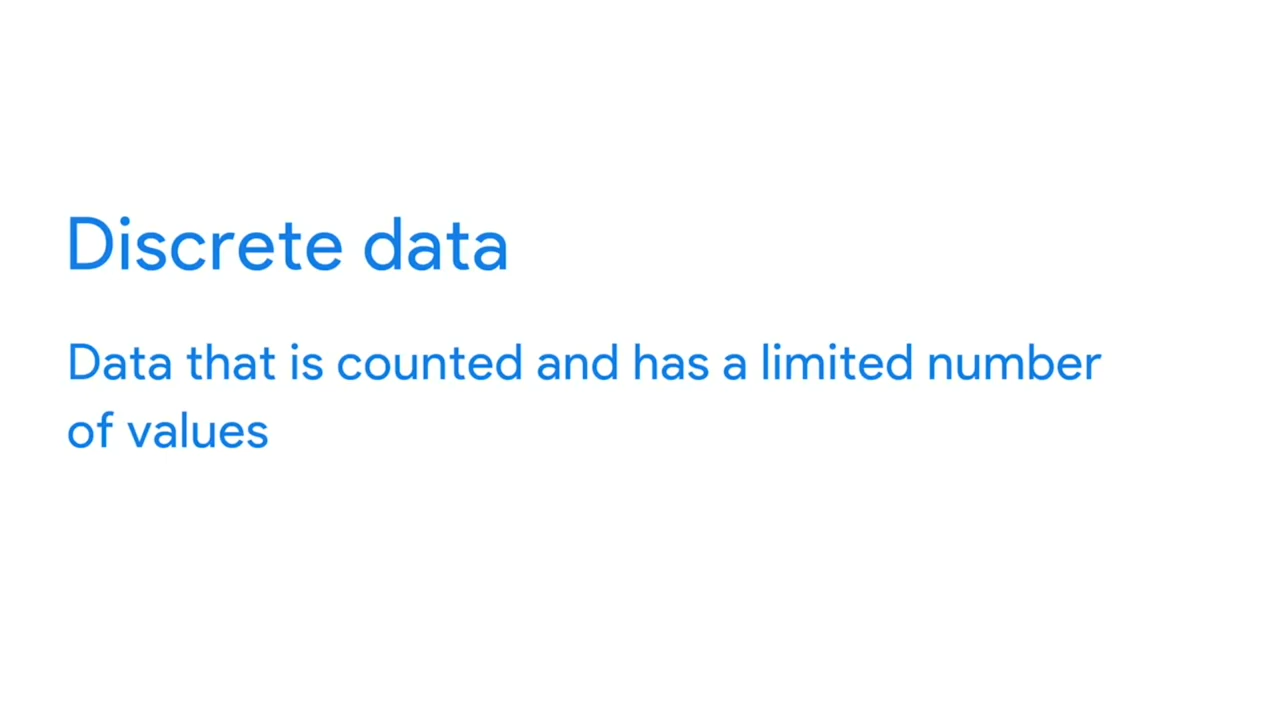 Discrete data
Data that is counted and has a limited number
of values